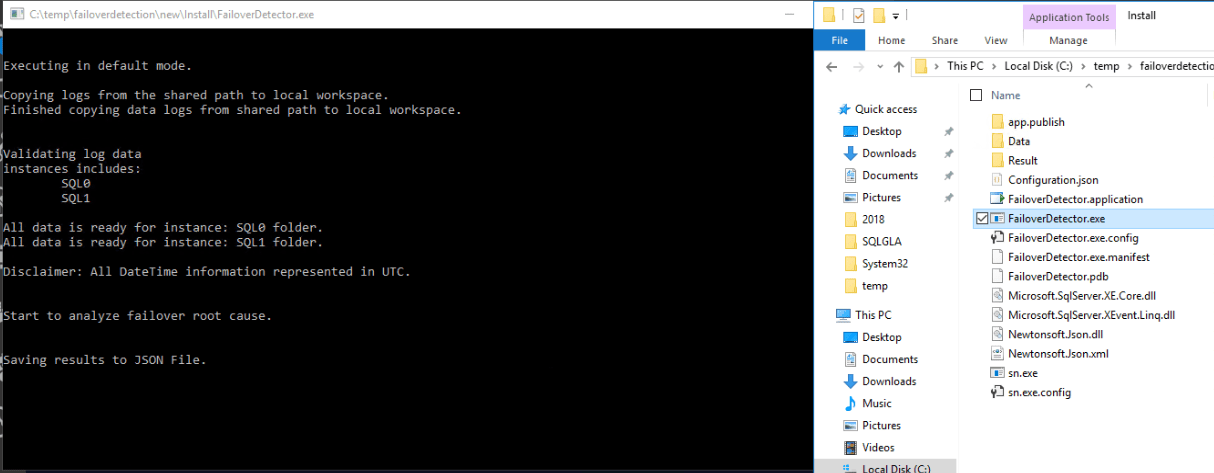 C:\temp\failoverdetection\new\Install\FailoverDetector.exe
Executing in default mode.
Copying logs from the shared path to local workspace.
Finished copying data logs from shared path to local workspace.
Validating log data
instances includes:
SQL0
SQL1
All data is ready for instance: SQL0 folder.
All data is ready for instance: SQL1 folder.
Disclaimer: All DateTime information represented in UTC.
Start to analyze failover root cause.
Saving results to JSON File.
Application Tools
Install
File
Home
Share
View
Manage
This PC > Local Disk (C:) > temp > failoverdetectio
Quick access
Desktop
Downloads
Documents
Pictures
2018
SQLGLA
System32
temp
This PC
Desktop
Documents
Downloads
Music
Pictures
Videos
Local Disk (C:)
Name
app.publish
Data
Result
Configuration.json
FailoverDetector.application
FailoverDetector.exe
FailoverDetector.exe.config
FailoverDetector.exe.manifest
FailoverDetector.pdb
Microsoft.SqlServer.XE.Core.dll
Microsoft.SqlServer.XEvent.Linq.dll
Newtonsoft.Json.dll
Newtonsoft.Json.xml
sn.exe
sn.exe.config